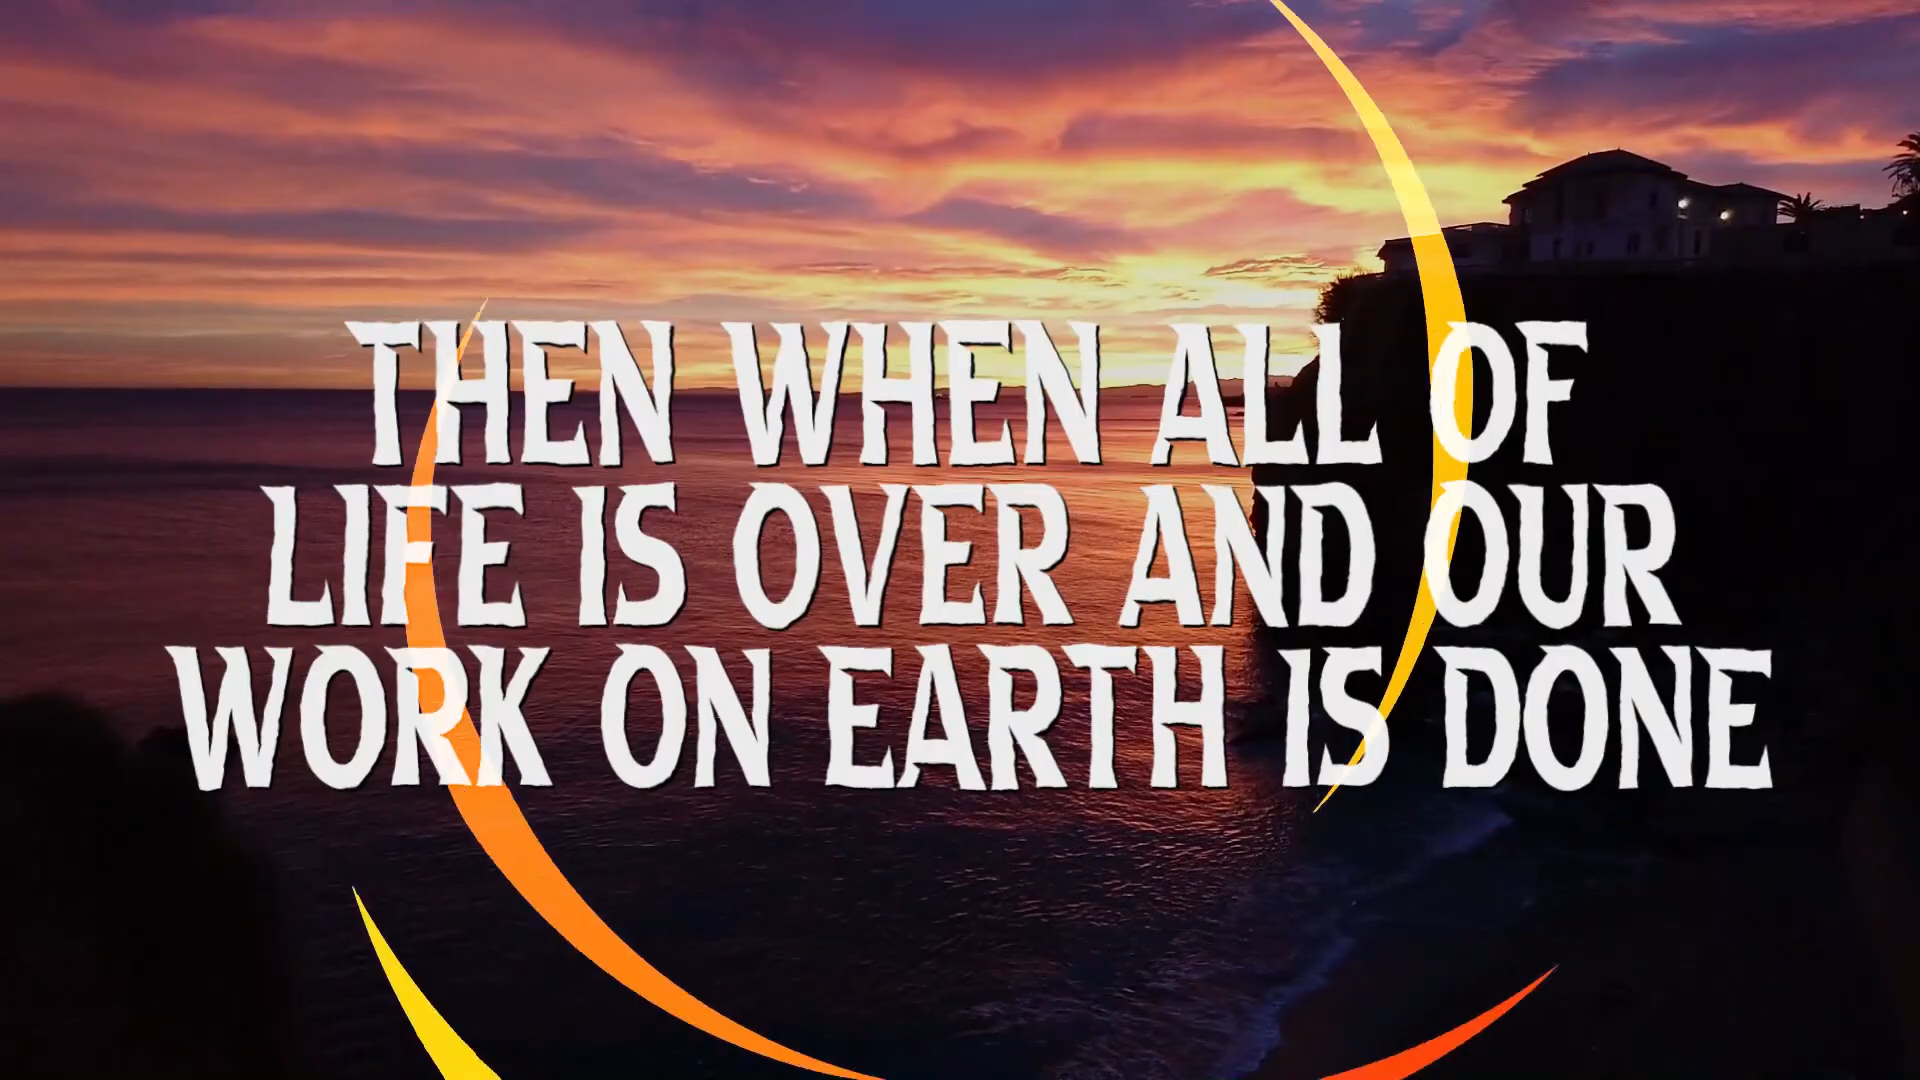 THEN WHEN ALL OF
LIFE IS OVER AND OUR
WORK ON EARTH IS DONE